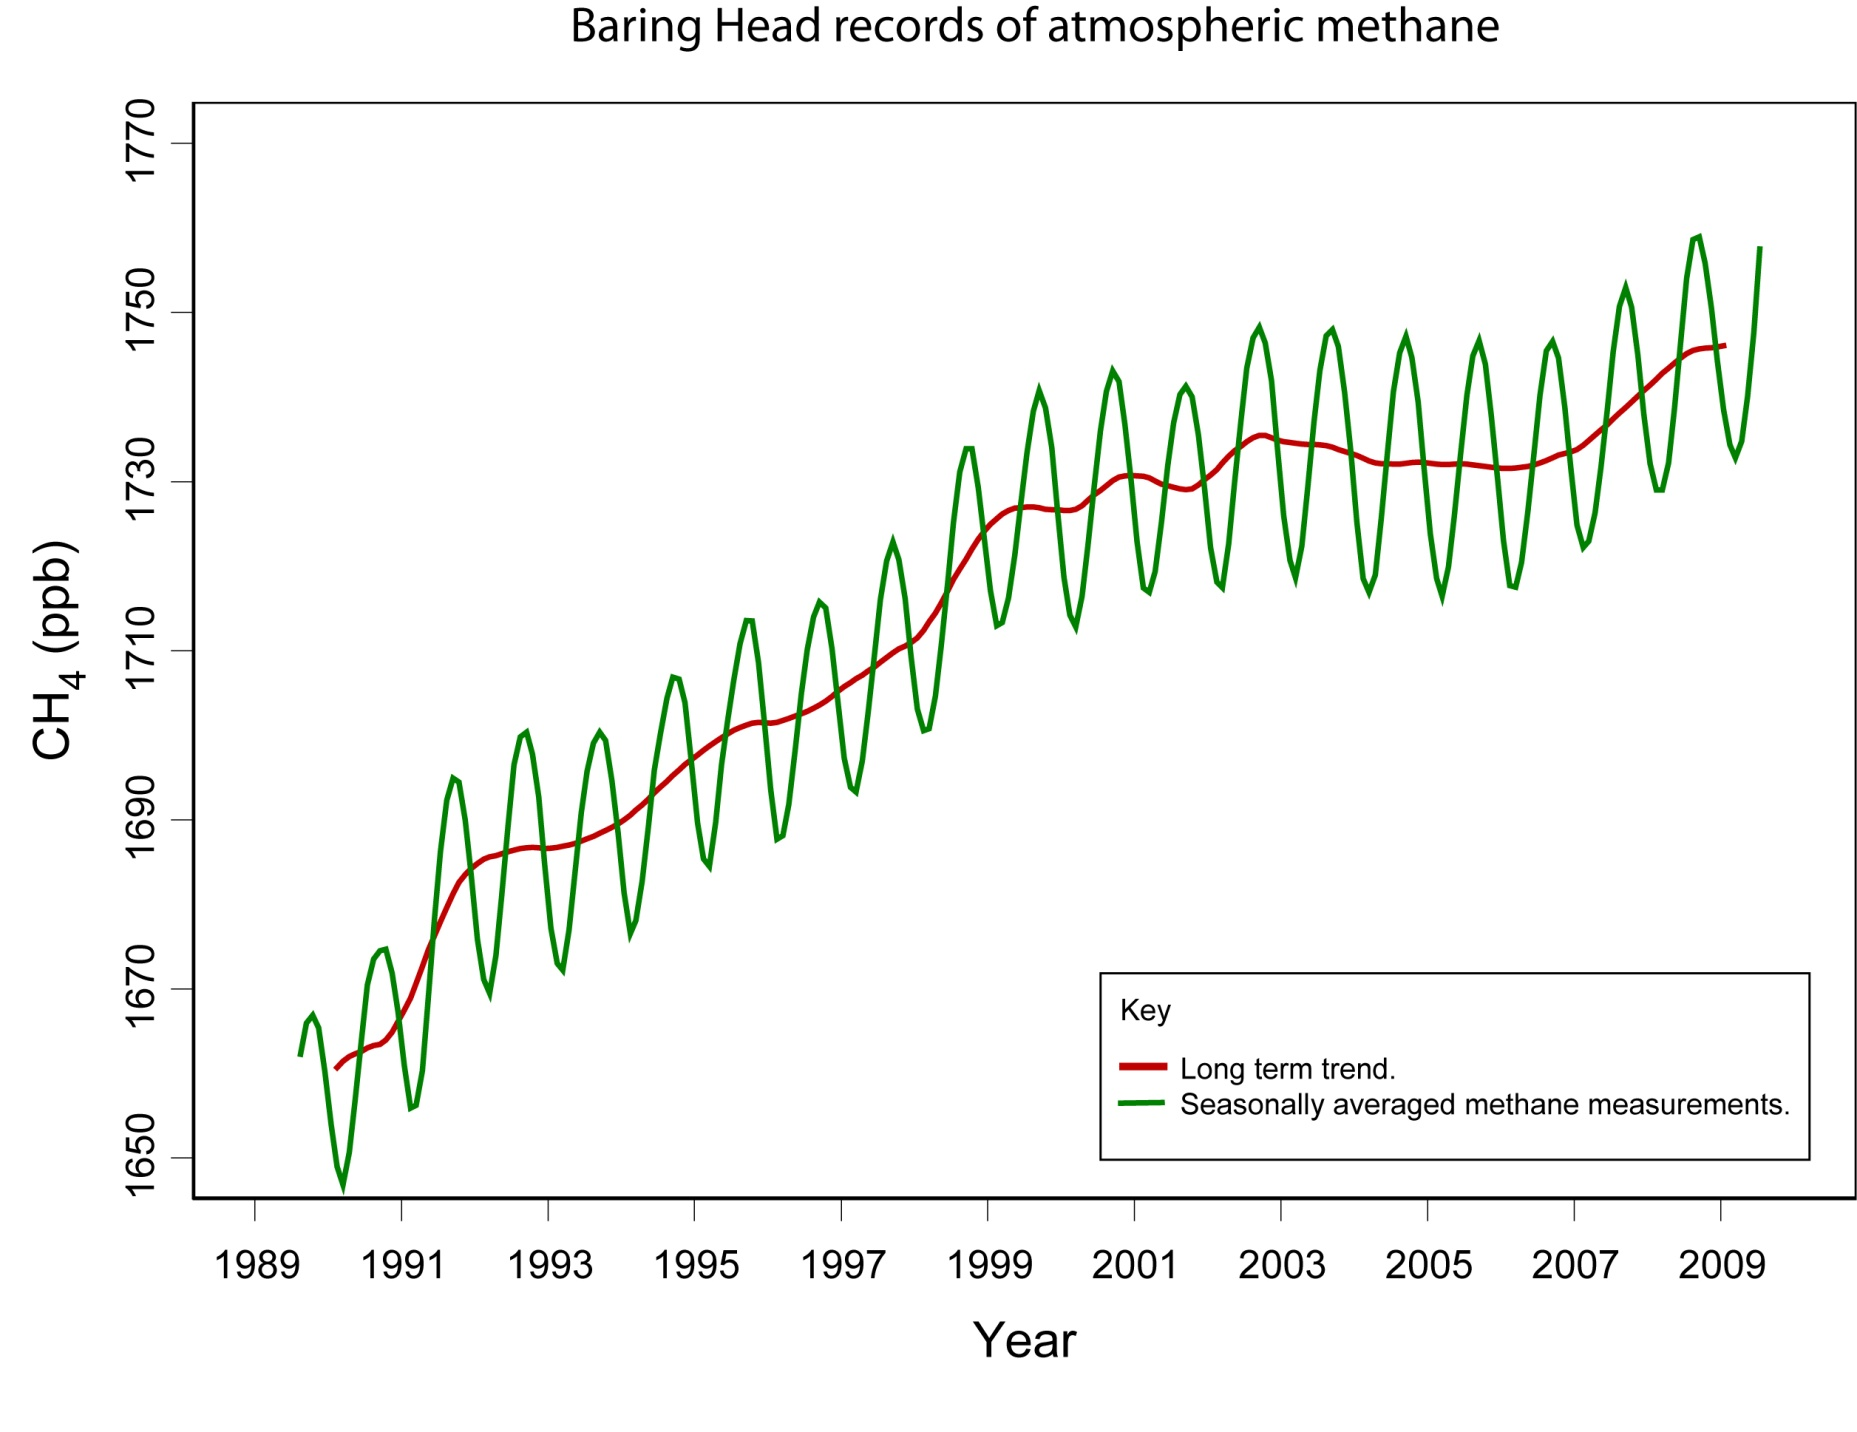 Baring Head records of atmospheric methane
1770
1750
1730
1710
1690
1670
1650
CH4 (ppb)
Key
Long term trend.
Seasonally averaged methane measurements.
1989 1991 1993 1995 1997 1999 2001 2003 2005 2007 2009
Year